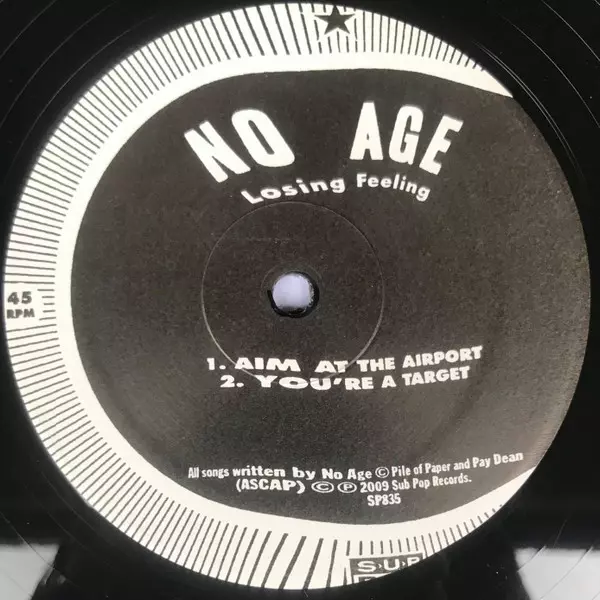 NO AGE
Losing Feeling
45
RPM
1. AIM AT THE AIRPORT
2. YOU'RE A TARGET
All songs written by No Age © Pile of Paper and Pay Dean
(ASCAP) © ℗ 2009 Sub Pop Records.
SP835
SUB